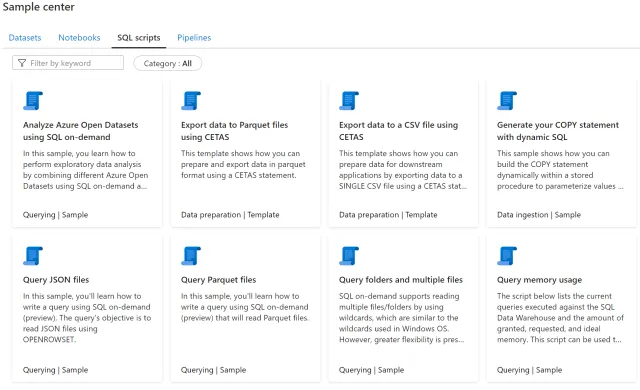 Sample center
Datasets
Notebooks
SQL scripts
Pipelines
Filter by keyword
Category : All
Analyze Azure Open Datasets
using SQL on-demand
In this sample, you learn how to
perform exploratory data analysis
by combining different Azure Open
Datasets using SQL on-demand a...
Querying | Sample
Export data to Parquet files
using CETAS
This template shows how you can
prepare and export data in parquet
format using a CETAS statement.
Data preparation | Template
Export data to a CSV file using
CETAS
This template shows how you can
prepare data for downstream
applications by exporting data to a
SINGLE CSV file using a CETAS stat...
Data preparation | Template
Generate your COPY statement
with dynamic SQL
This sample shows how you can
build the COPY statement
dynamically within a stored
procedure to parameterize values ...
Data ingestion | Sample
Query JSON files
In this sample, you'll learn how to
write a query using SQL on-demand
(preview). The query's objective is to
read JSON files using
OPENROWSET.
Querying | Sample
Query Parquet files
In this sample, you'll learn how to
write a query using SQL on-demand
(preview) that will read Parquet files.
Querying | Sample
Query folders and multiple files
SQL on-demand supports reading
multiple files/folders by using
wildcards, which are similar to the
wildcards used in Windows OS.
However, greater flexibility is pres...
Querying | Sample
Query memory usage
The script below lists the current
queries executed against the SQL
Data Warehouse and the amount of
granted, requested, and ideal
memory. This script can be used t...
Querying | Sample